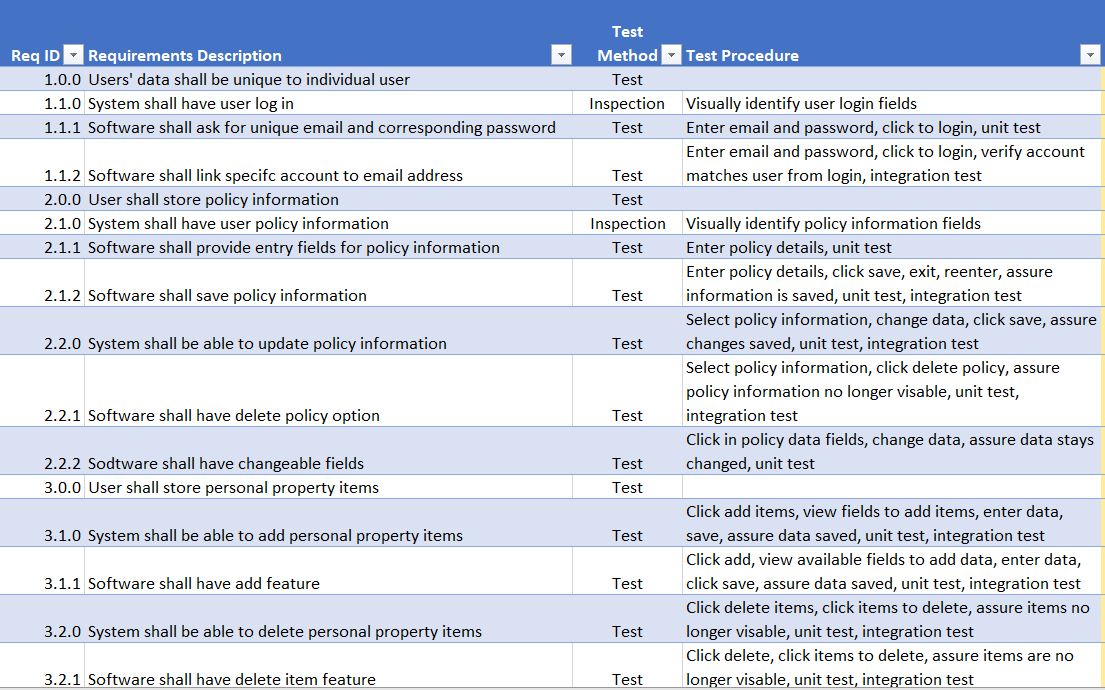 Test
Req ID Requirements Description Method Test Procedure
1.0.0 Users' data shall be unique to individual user Test
1.1.0 System shall have user log in Inspection Visually identify user login fields
1.1.1 Software shall ask for unique email and corresponding password Test Enter email and password, click to login, unit test
Enter email and password, click to login, verify account
1.1.2 Software shall link specifc account to email address Test matches user from login, integration test
2.0.0 User shall store policy information Test
2.1.0 System shall have user policy information Inspection Visually identify policy information fields
2.1.1 Software shall provide entry fields for policy information Test Enter policy details, unit test
Enter policy details, click save, exit, reenter, assure
2.1.2 Software shall save policy information Test information is saved, unit test, integration test
Select policy information, change data, click save, assure
2.2.0 System shall be able to update policy information Test changes saved, unit test, integration test
Select policy information, click delete policy, assure
policy information no longer visable, unit test,
2.2.1 Software shall have delete policy option Test integration test
Click in policy data fields, change data, assure data stays
2.2.2 Sodtware shall have changeable fields Test changed, unit test
3.0.0 User shall store personal property items Test
Click add items, view fields to add items, enter data,
3.1.0 System shall be able to add personal property items Test save, assure data saved, unit test, integration test
Click add, view available fields to add data, enter data,
3.1.1 Software shall have add feature Test click save, assure data saved, unit test, integration test
Click delete items, click items to delete, assure items no
3.2.0 System shall be able to delete personal property items Test longer visable, unit test, integration test
Click delete, click items to delete, assure items are no
3.2.1 Software shall have delete item feature Test longer visable, unit test, integration test